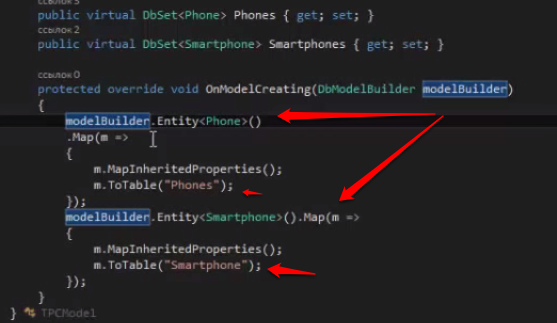 ссылок 3
public virtual DbSet<Phone> Phones { get; set; }
ссылок 2
public virtual DbSet<Smartphone> Smartphones { get; set; }
ссылок 0
protected override void OnModelCreating(DbModelBuilder modelBuilder)
{
modelBuilder.Entity<Phone>()
.Map(m =>
{
m.MapInheritedProperties();
m.ToTable("Phones");
});
modelBuilder.Entity<Smartphone>().Map(m =>
{
m.MapInheritedProperties();
m.ToTable("Smartphone");
});
}
} TPCModel